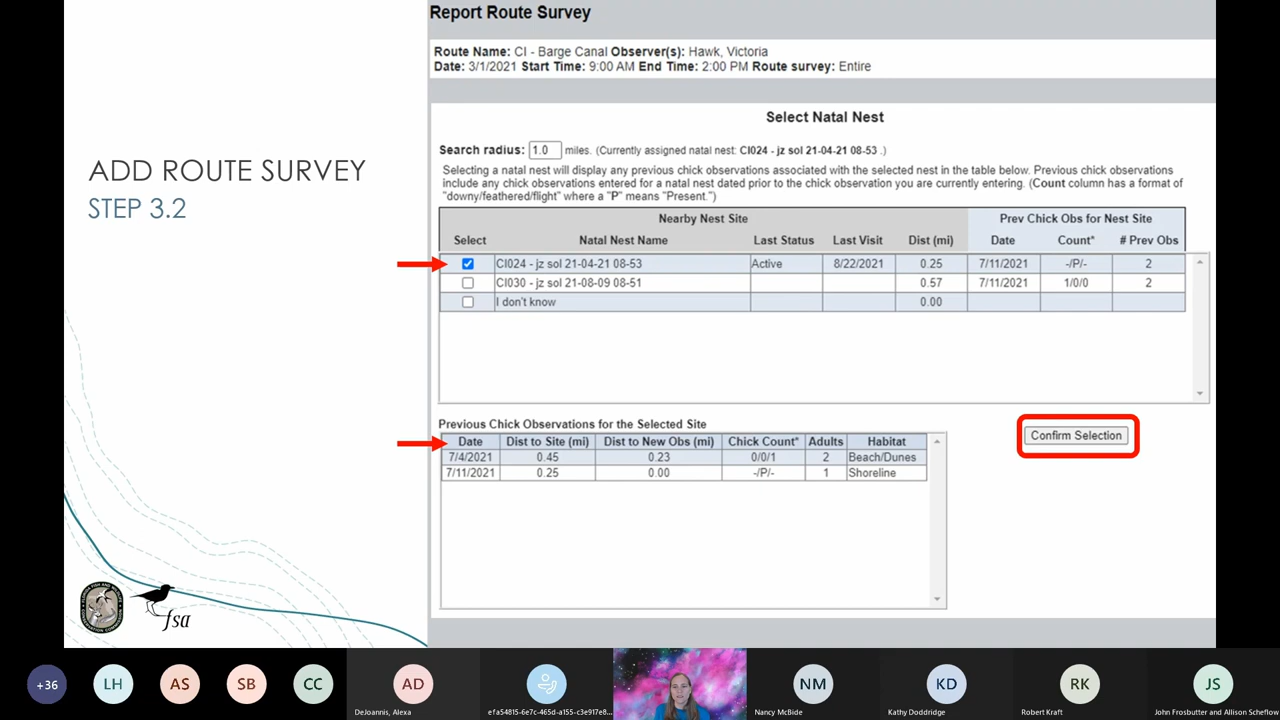 Report Route Survey
Route Name: CI - Barge Canal Observer(s): Hawk, Victoria
Date: 3/1/2021 Start Time: 9:00 AM End Time: 2:00 PM Route survey: Entire
ADD ROUTE SURVEY
STEP 3.2
Select Natal Nest
Search radius: 1.0 miles. (Currently assigned natal nest: CI024 - jz sol 21-04-21 08-53 .)
Selecting a natal nest will display any previous chick observations associated with the selected nest in the table below. Previous observations
include any chick observations entered for a natal nest dated prior to the chick observation you are currently entering. (Count column has a format of
"downy/feathered/flight" where a "P" means "Present.")
Nearby Nest Site Prev Chick Obs for Nest Site
Select Natal Nest Name Last Status Last Visit Dist (mi) Date Count* # Prev Obs
CI024 - jz sol 21-04-21 08-53 Active 8/22/2021 0.25 7/11/2021 -/P/- 2
CI030 - jz sol 21-08-09 08-51 0.57 7/11/2021 1/0/0 2
I don't know 0.00
Previous Chick Observations for the Selected Site
Date Dist to Site (mi) Dist to New Obs (mi) Chick Count* Adults Habitat
7/4/2021 0.45 0.23 0/0/1 2 Beach/Dunes
7/11/2021 0.25 0.00 -/P/- 1 Shoreline
Confirm Selection
fsa
+36 LH AS SB CC AD NM KD RK JS
DeJoannis, Alexa efa54815-6e7c-465d-a155-c3e917e8... Nancy McBide Kathy Doddridge Robert Kraft John Frosbutter and Allison Scheflow